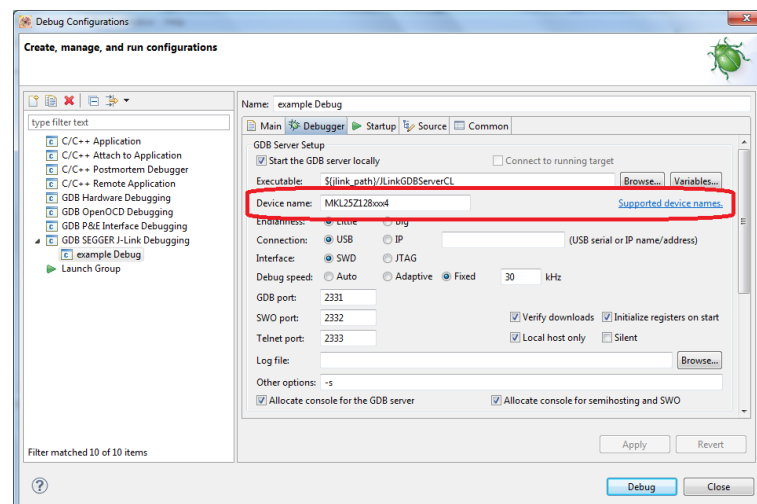 Debug Configurations
Create, manage, and run configurations
type filter text
C/C++ Application
C/C++ Attach to Application
C/C++ Postmortem Debugger
C/C++ Remote Application
GDB Hardware Debugging
GDB OpenOCD Debugging
GDB P&E Interface Debugging
GDB SEGGER J-Link Debugging
example Debug
Launch Group
Filter matched 10 of 10 items
Name: example Debug
Main Debugger Startup Source Common
GDB Server Setup
Start the GDB server locally Connect to running target
Executable: ${jlink_path}/JLinkGDBServerCL Browse... Variables...
Device name: MKL25Z128xxx4 Supported device names.
Endianness: Little Big
Connection: USB IP (USB serial or IP name/address)
Interface: SWD JTAG
Debug speed: Auto Adaptive Fixed 30 kHz
GDB port: 2331
SWO port: 2332 Verify downloads Initialize registers on start
Telnet port: 2333 Local host only Silent
Log file: Browse...
Other options: -s
Allocate console for the GDB server Allocate console for semihosting and SWO
Apply Revert
Debug Close